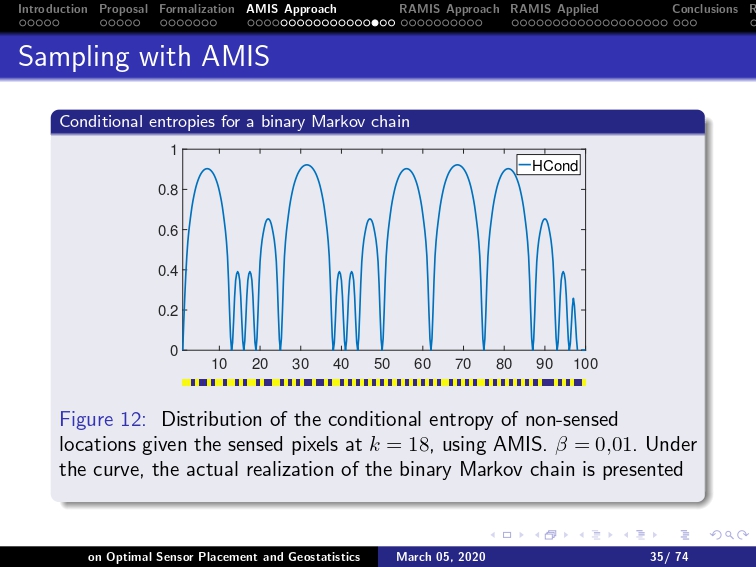 Introduction Proposal Formalization AMIS Approach RAMIS Approach RAMIS Applied Conclusions R
Sampling with AMIS
Conditional entropies for a binary Markov chain
1
0.8
0.6
0.4
0.2
0
HCond
10 20 30 40 50 60 70 80 90 100
Figure 12: Distribution of the conditional entropy of non-sensed
locations given the sensed pixels at k = 18, using AMIS. β = 0,01. Under
the curve, the actual realization of the binary Markov chain is presented
on Optimal Sensor Placement and Geostatistics March 05, 2020 35/ 74